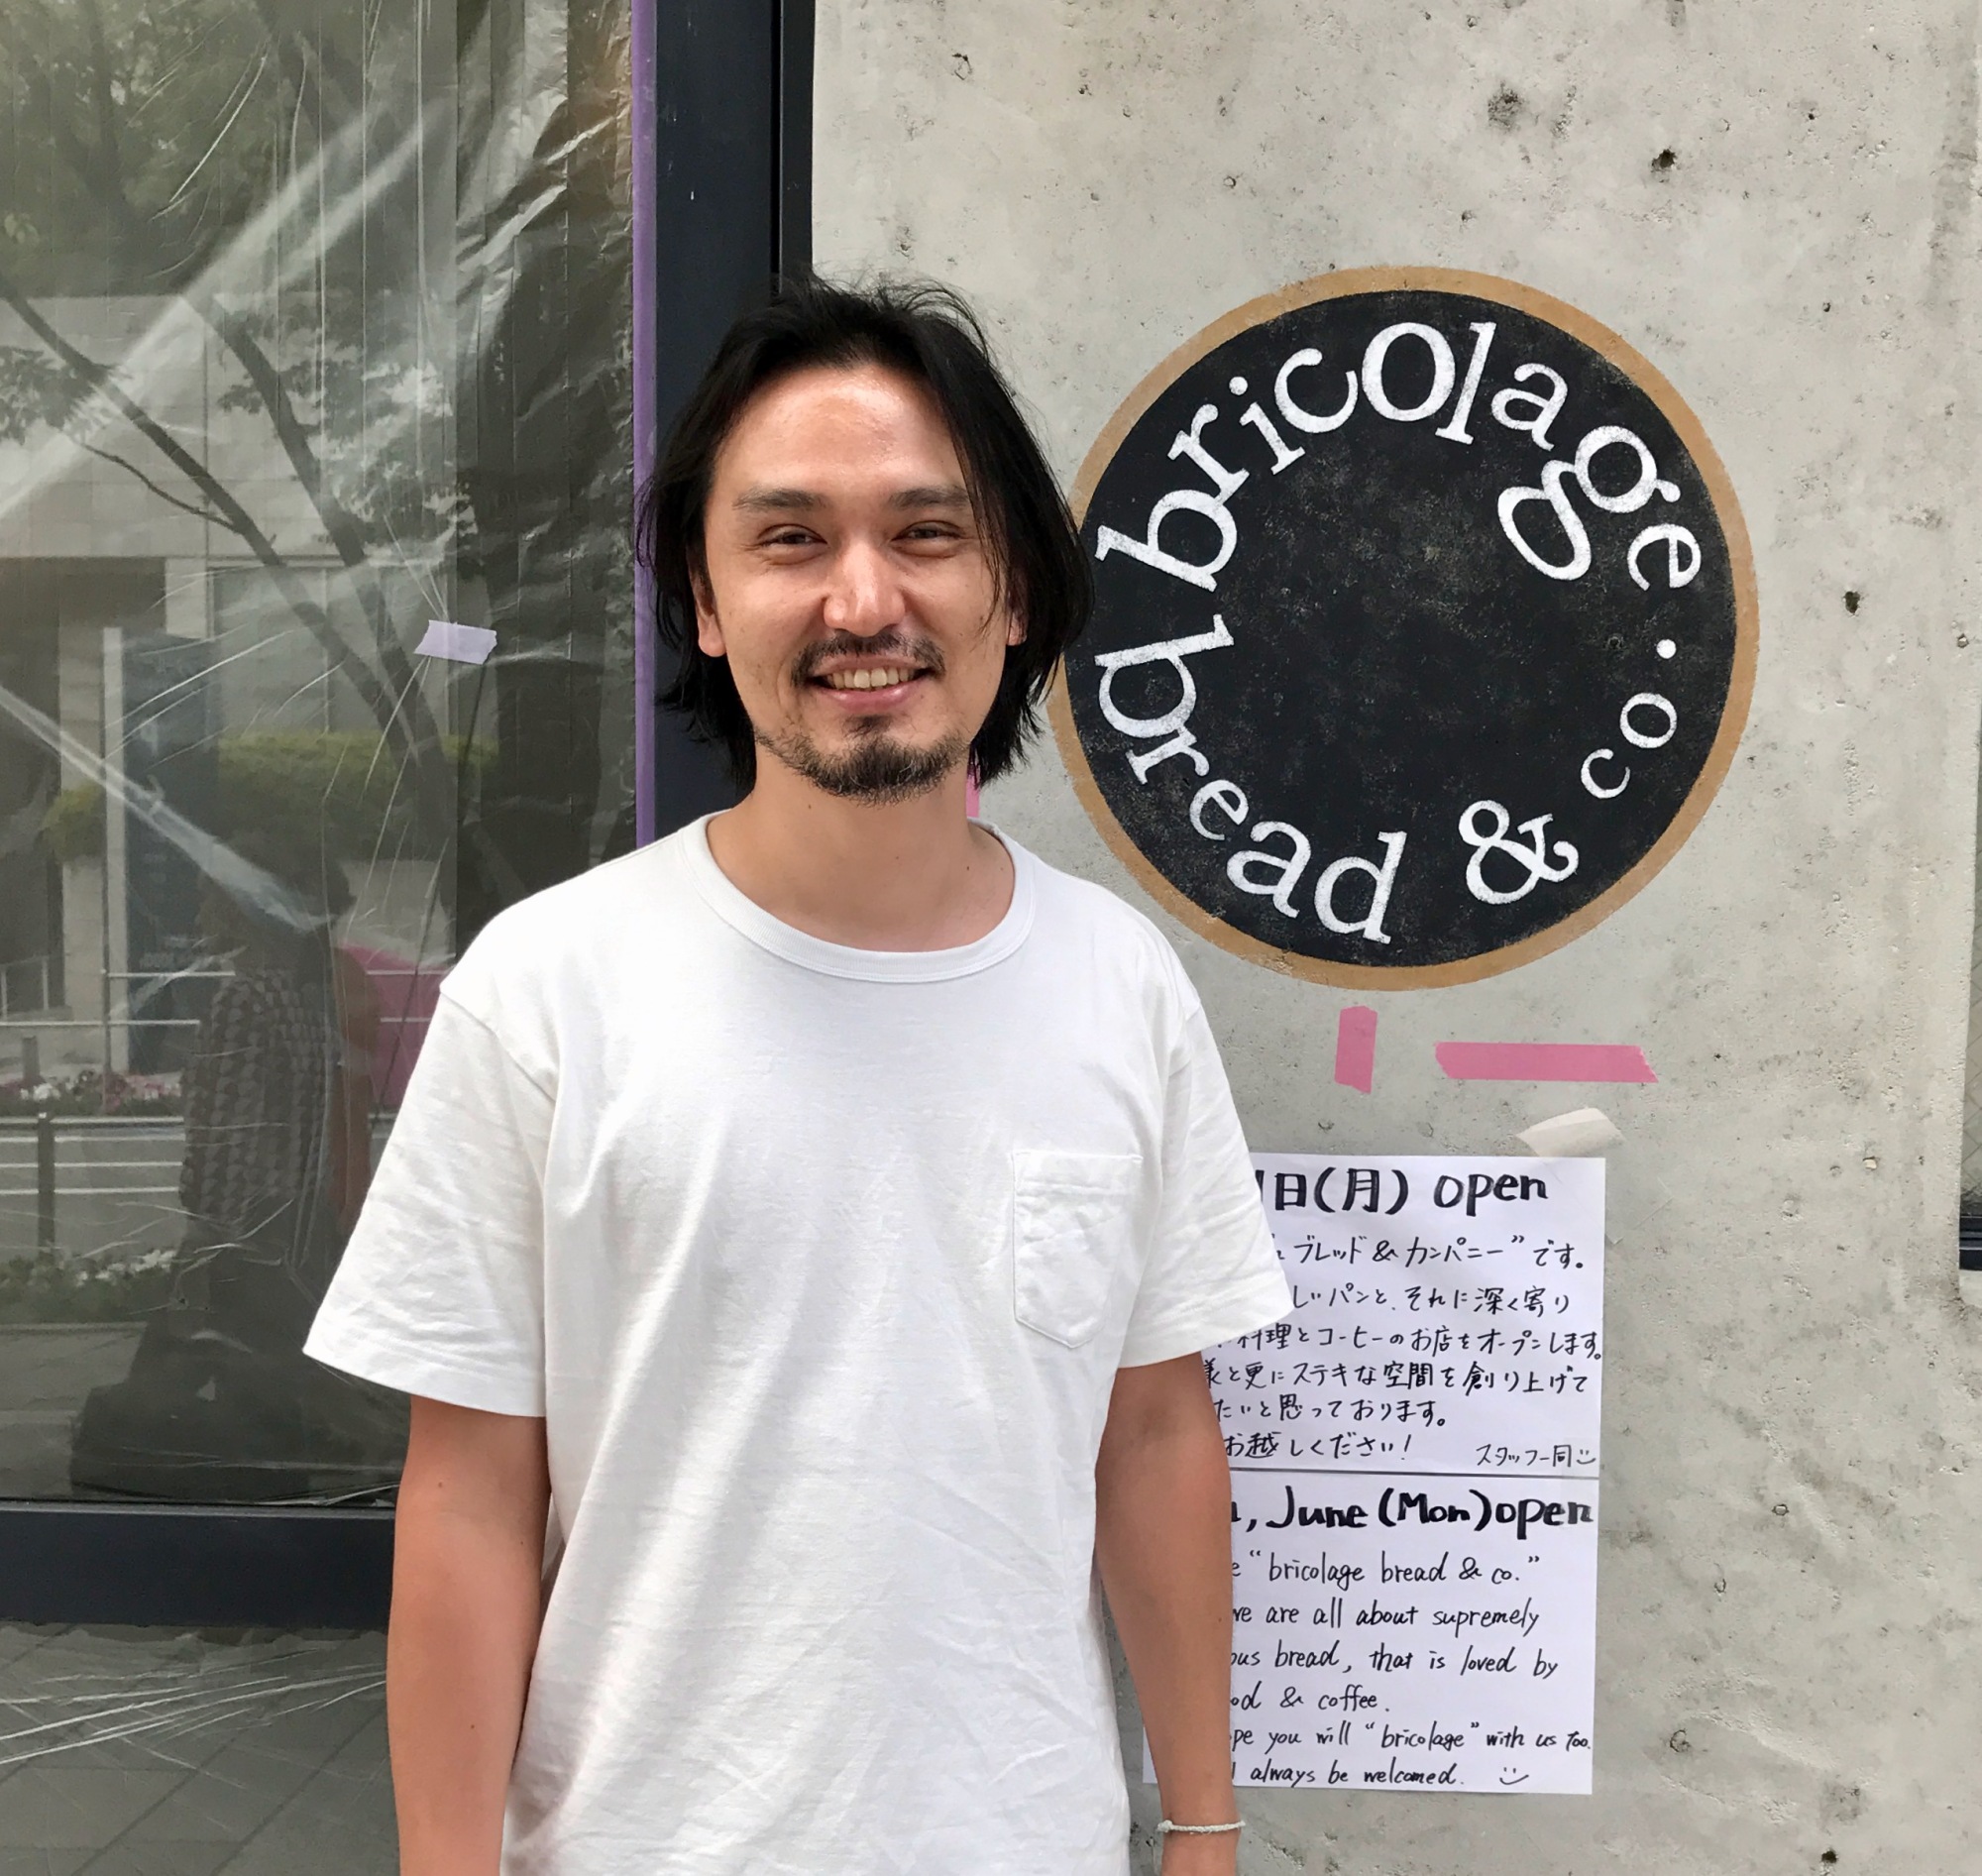 bricolage.
bread & co
日(月) open
ブレッド & カンパニー”です。
パンと、それに深く寄り
料理とコーヒーのお店をオープンします。
と更にステキな空間を創り上げて
たいと思っております。
お越しください!
スタッフ一同
, June (Mon) open
“bricolage bread & co.”
are all about supremely
bread, that is loved by
& coffee.
you will “bricolage” with us too.
always be welcomed.